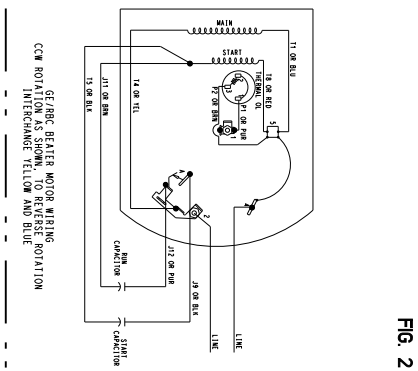 MAIN
START
T1 OR BLU
T8 OR RED
THERMAL OL
2
3
P1 OR PUR
P2 OR BRN
1
5
T4 OR YEL
J11 OR BRN
T5 OR BLK
A
2
J12 OR PUR
J9 OR BLK
LINE
LINE
RUN
CAPACITOR
START
CAPACITOR
GE/RBC BEATER MOTOR WIRING
CCW ROTATION AS SHOWN, TO REVERSE ROTATION
INTERCHANGE YELLOW AND BLUE
FIG. 2